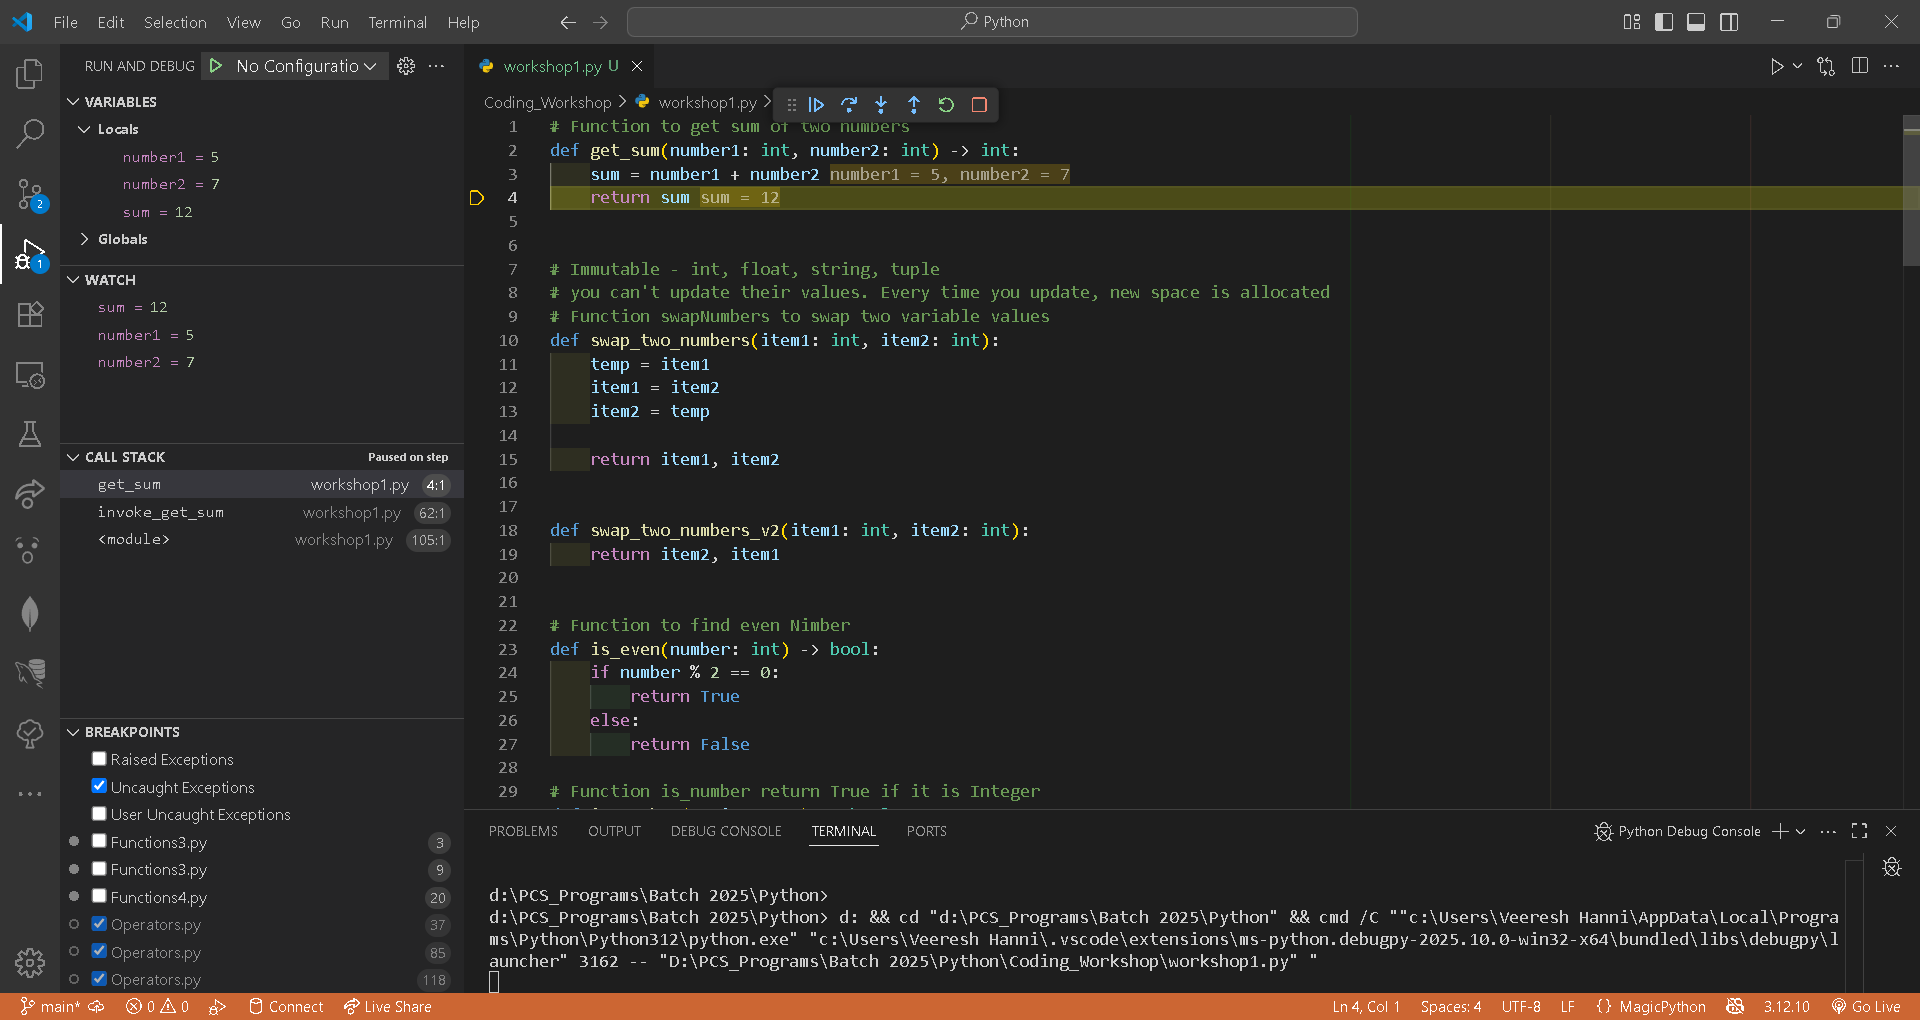 File Edit Selection View Go Run Terminal Help
Python
RUN AND DEBUG No Configuratio
VARIABLES
Locals
number1 = 5
number2 = 7
sum = 12
Globals
WATCH
sum = 12
number1 = 5
number2 = 7
CALL STACK Paused on step
get_sum workshop1.py 4:1
invoke_get_sum workshop1.py 62:1
<module> workshop1.py 105:1
BREAKPOINTS
Raised Exceptions
Uncaught Exceptions
User Uncaught Exceptions
Functions3.py 3
Functions3.py 9
Functions4.py 20
Operators.py 37
Operators.py 85
Operators.py 118
2
1
workshop1.py U
Coding_Workshop > workshop1.py >
1 # Function to get sum of two numbers
2 def get_sum(number1: int, number2: int) -> int:
3 sum = number1 + number2 number1 = 5, number2 = 7
4 return sum sum = 12
5
6
7 # Immutable - int, float, string, tuple
8 # you can't update their values. Every time you update, new space is allocated
9 # Function swapNumbers to swap two variable values
10 def swap_two_numbers(item1: int, item2: int):
11 temp = item1
12 item1 = item2
13 item2 = temp
14
15 return item1, item2
16
17
18 def swap_two_numbers_v2(item1: int, item2: int):
19 return item2, item1
20
21
22 # Function to find even Nimber
23 def is_even(number: int) -> bool:
24 if number % 2 == 0:
25 return True
26 else:
27 return False
28
29 # Function is_number return True if it is Integer
PROBLEMS OUTPUT DEBUG CONSOLE TERMINAL PORTS
Python Debug Console
d:\PCS_Programs\Batch 2025\Python>
d:\PCS_Programs\Batch 2025\Python> d: && cd "d:\PCS_Programs\Batch 2025\Python" && cmd /C ""c:\Users\Veeresh Hanni\AppData\Local\Progra
ms\Python\Python312\python.exe" "c:\Users\Veeresh Hanni\.vscode\extensions\ms-python.debugpy-2025.10.0-win32-x64\bundled\libs\debugpy\l
auncher" 3162 -- "D:\PCS_Programs\Batch 2025\Python\Coding_Workshop\workshop1.py" "
main* 0 0 Connect Live Share
Ln 4, Col 1 Spaces: 4 UTF-8 LF {} MagicPython 3.12.10 Go Live